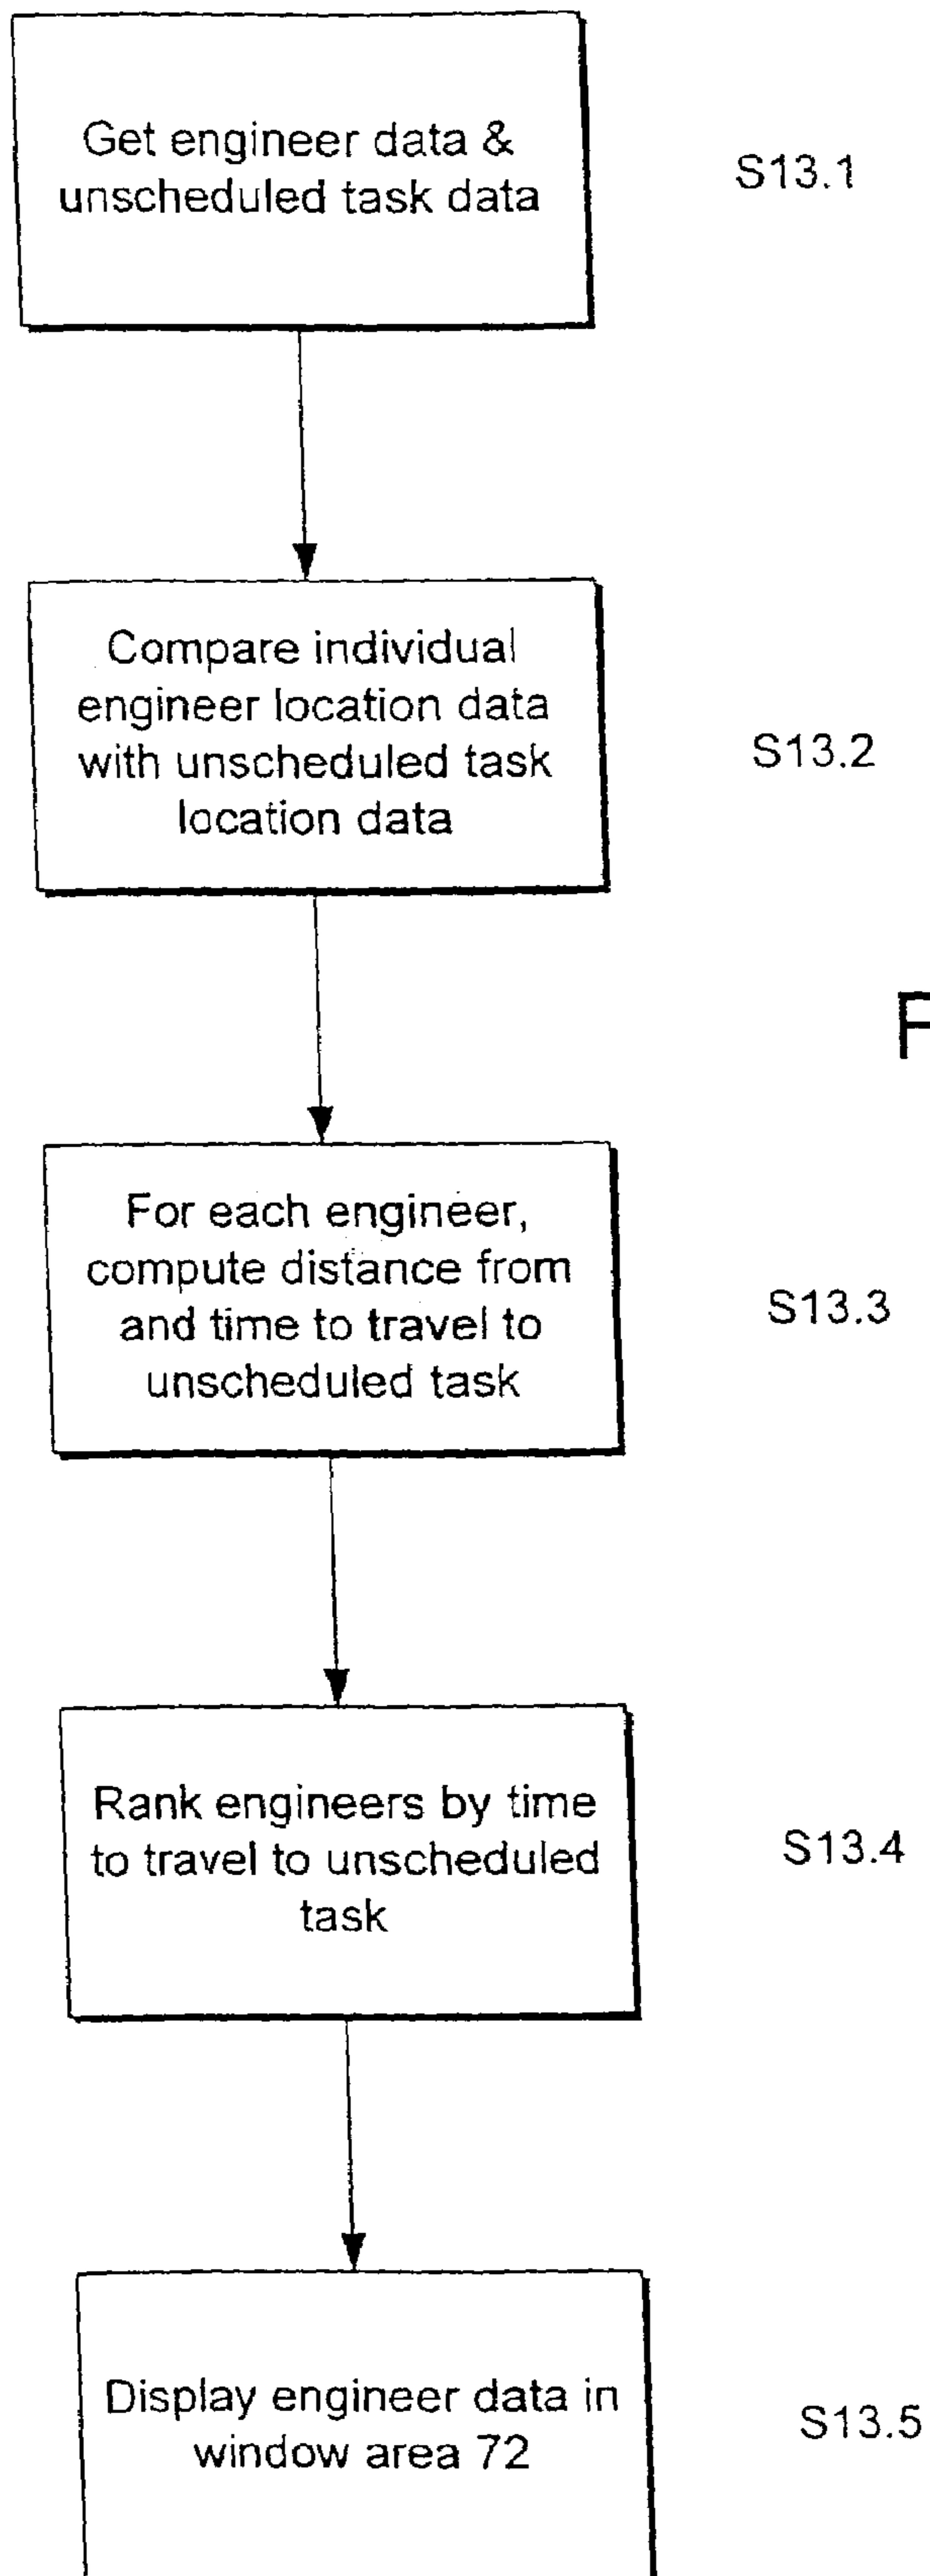 Get engineer data &
unscheduled task data
S13.1
Compare individual
engineer location data
with unscheduled task
location data
S13.2
F
For each engineer,
compute distance from
and time to travel to
unscheduled task
S13.3
Rank engineers by time
to travel to unscheduled
task
S13.4
Display engineer data in
window area 72
S13.5